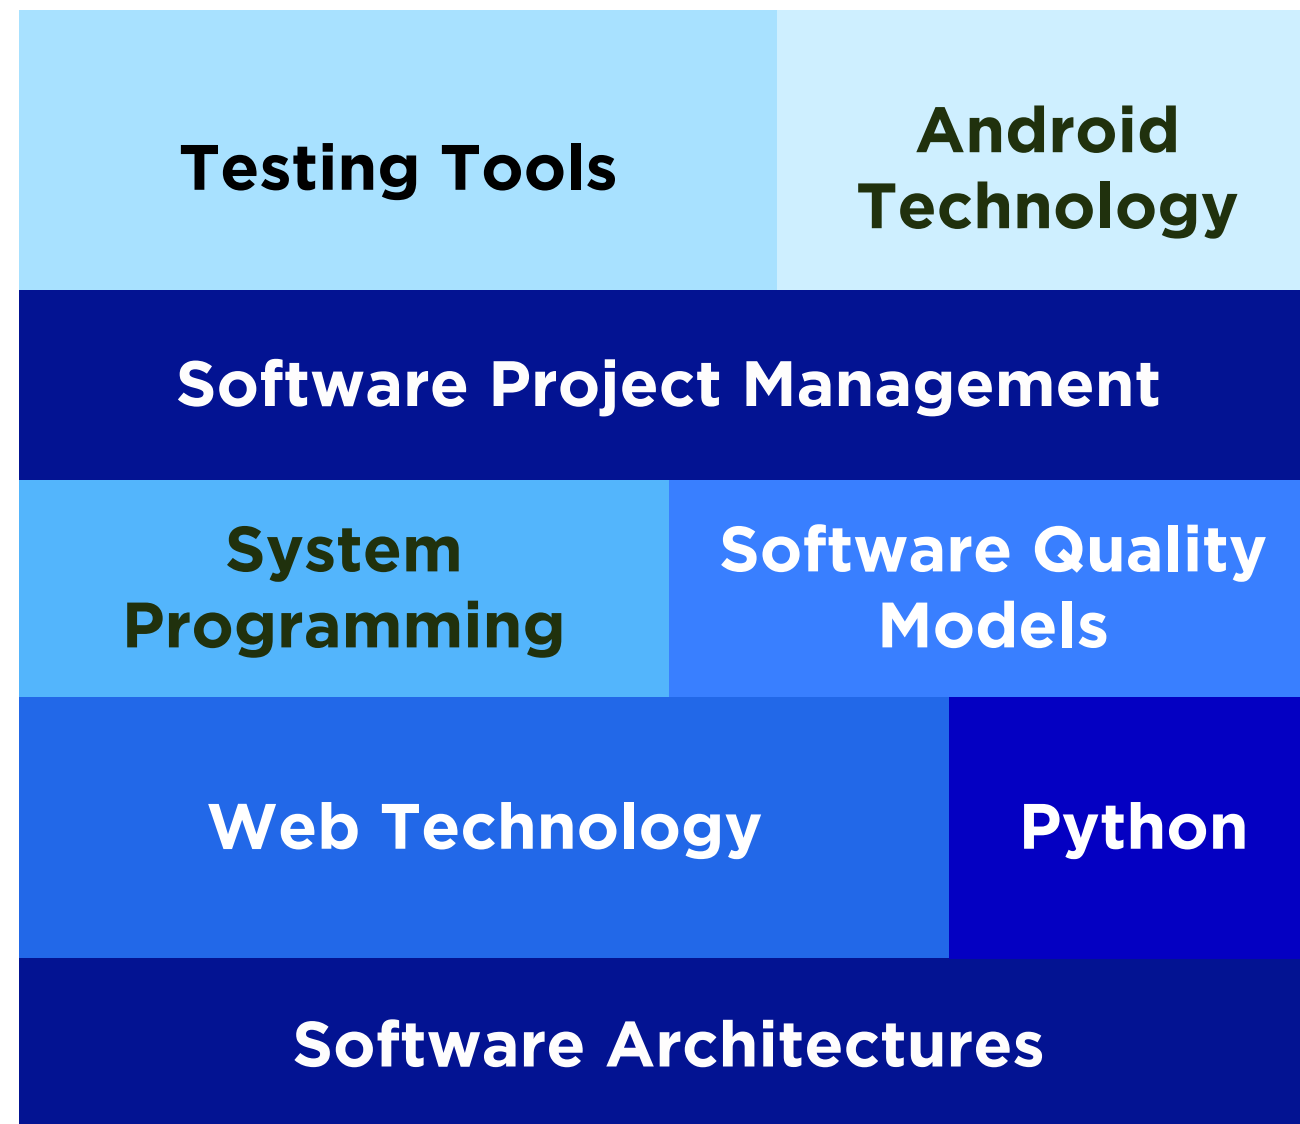 Testing Tools
Android
Technology
Software Project Management
System
Programming
Software Quality
Models
Web Technology
Python
Software Architectures